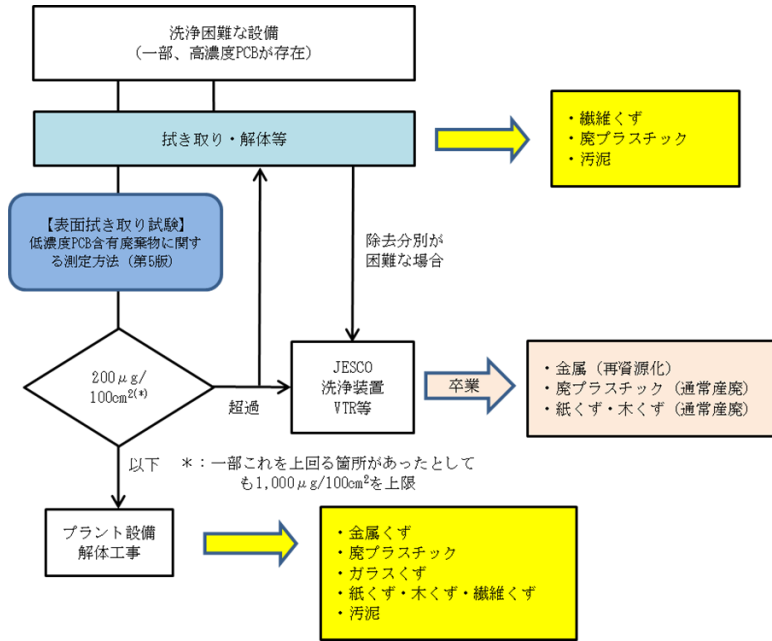 洗浄困難な設備
（一部、高濃度PCBが存在）
拭き取り・解体等
・繊維くず
・廃プラスチック
・汚泥
【表面拭き取り試験】
低濃度PCB含有廃棄物に関す
る測定方法（第5版）
除去分別が
困難な場合
200μg/
100cm²⁽*⁾
超過
JESCO
洗浄装置
VTR等
卒業
・金属（再資源化）
・廃プラスチック（通常産廃）
・紙くず・木くず（通常産廃）
以下
＊：一部これを上回る箇所があったとして
も1,000μg/100cm²を上限
プラント設備
解体工事
・金属くず
・廃プラスチック
・ガラスくず
・紙くず・木くず・繊維くず
・汚泥